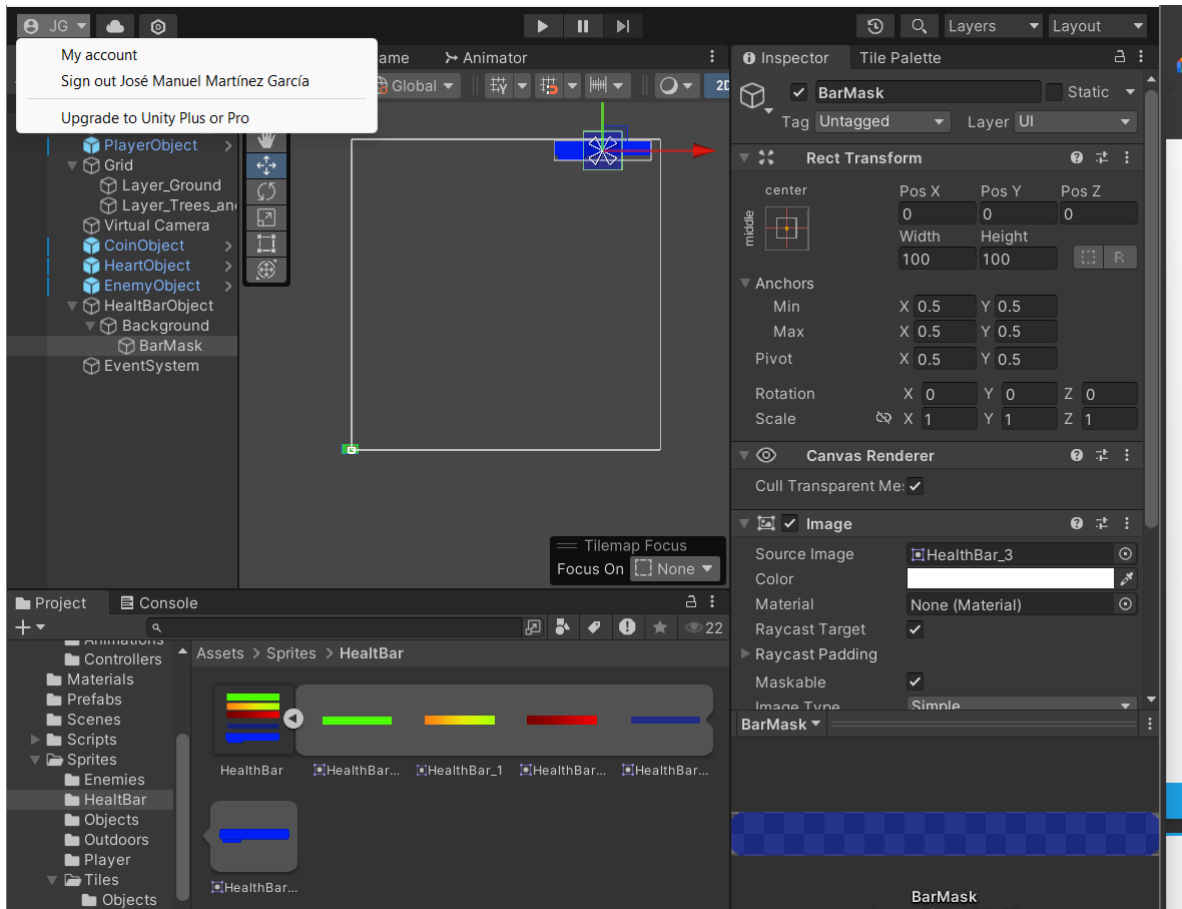 JG
Layers
Layout
My account
Sign out José Manuel Martínez García
Upgrade to Unity Plus or Pro
ame
Animator
Global
2D
PlayerObject
Grid
Layer_Ground
Layer_Trees_an
Virtual Camera
CoinObject
HeartObject
EnemyObject
HealtBarObject
Background
BarMask
EventSystem
Tilemap Focus
Focus On
None
Inspector
Tile Palette
BarMask
Static
Tag Untagged
Layer UI
Rect Transform
center
middle
Pos X Pos Y Pos Z
0 0 0
Width Height
100 100
R
Anchors
Min X 0.5 Y 0.5
Max X 0.5 Y 0.5
Pivot X 0.5 Y 0.5
Rotation X 0 Y 0 Z 0
Scale X 1 Y 1 Z 1
Canvas Renderer
Cull Transparent Me
Image
Source Image HealthBar_3
Color
Material None (Material)
Raycast Target
Raycast Padding
Maskable
Image Type Simple
BarMask
BarMask
Project
Console
22
Animations
Controllers
Materials
Prefabs
Scenes
Scripts
Sprites
Enemies
HealtBar
Objects
Outdoors
Player
Tiles
Objects
Assets > Sprites > HealtBar
HealthBar HealthBar... HealthBar_1 HealthBar... HealthBar...
HealthBar...